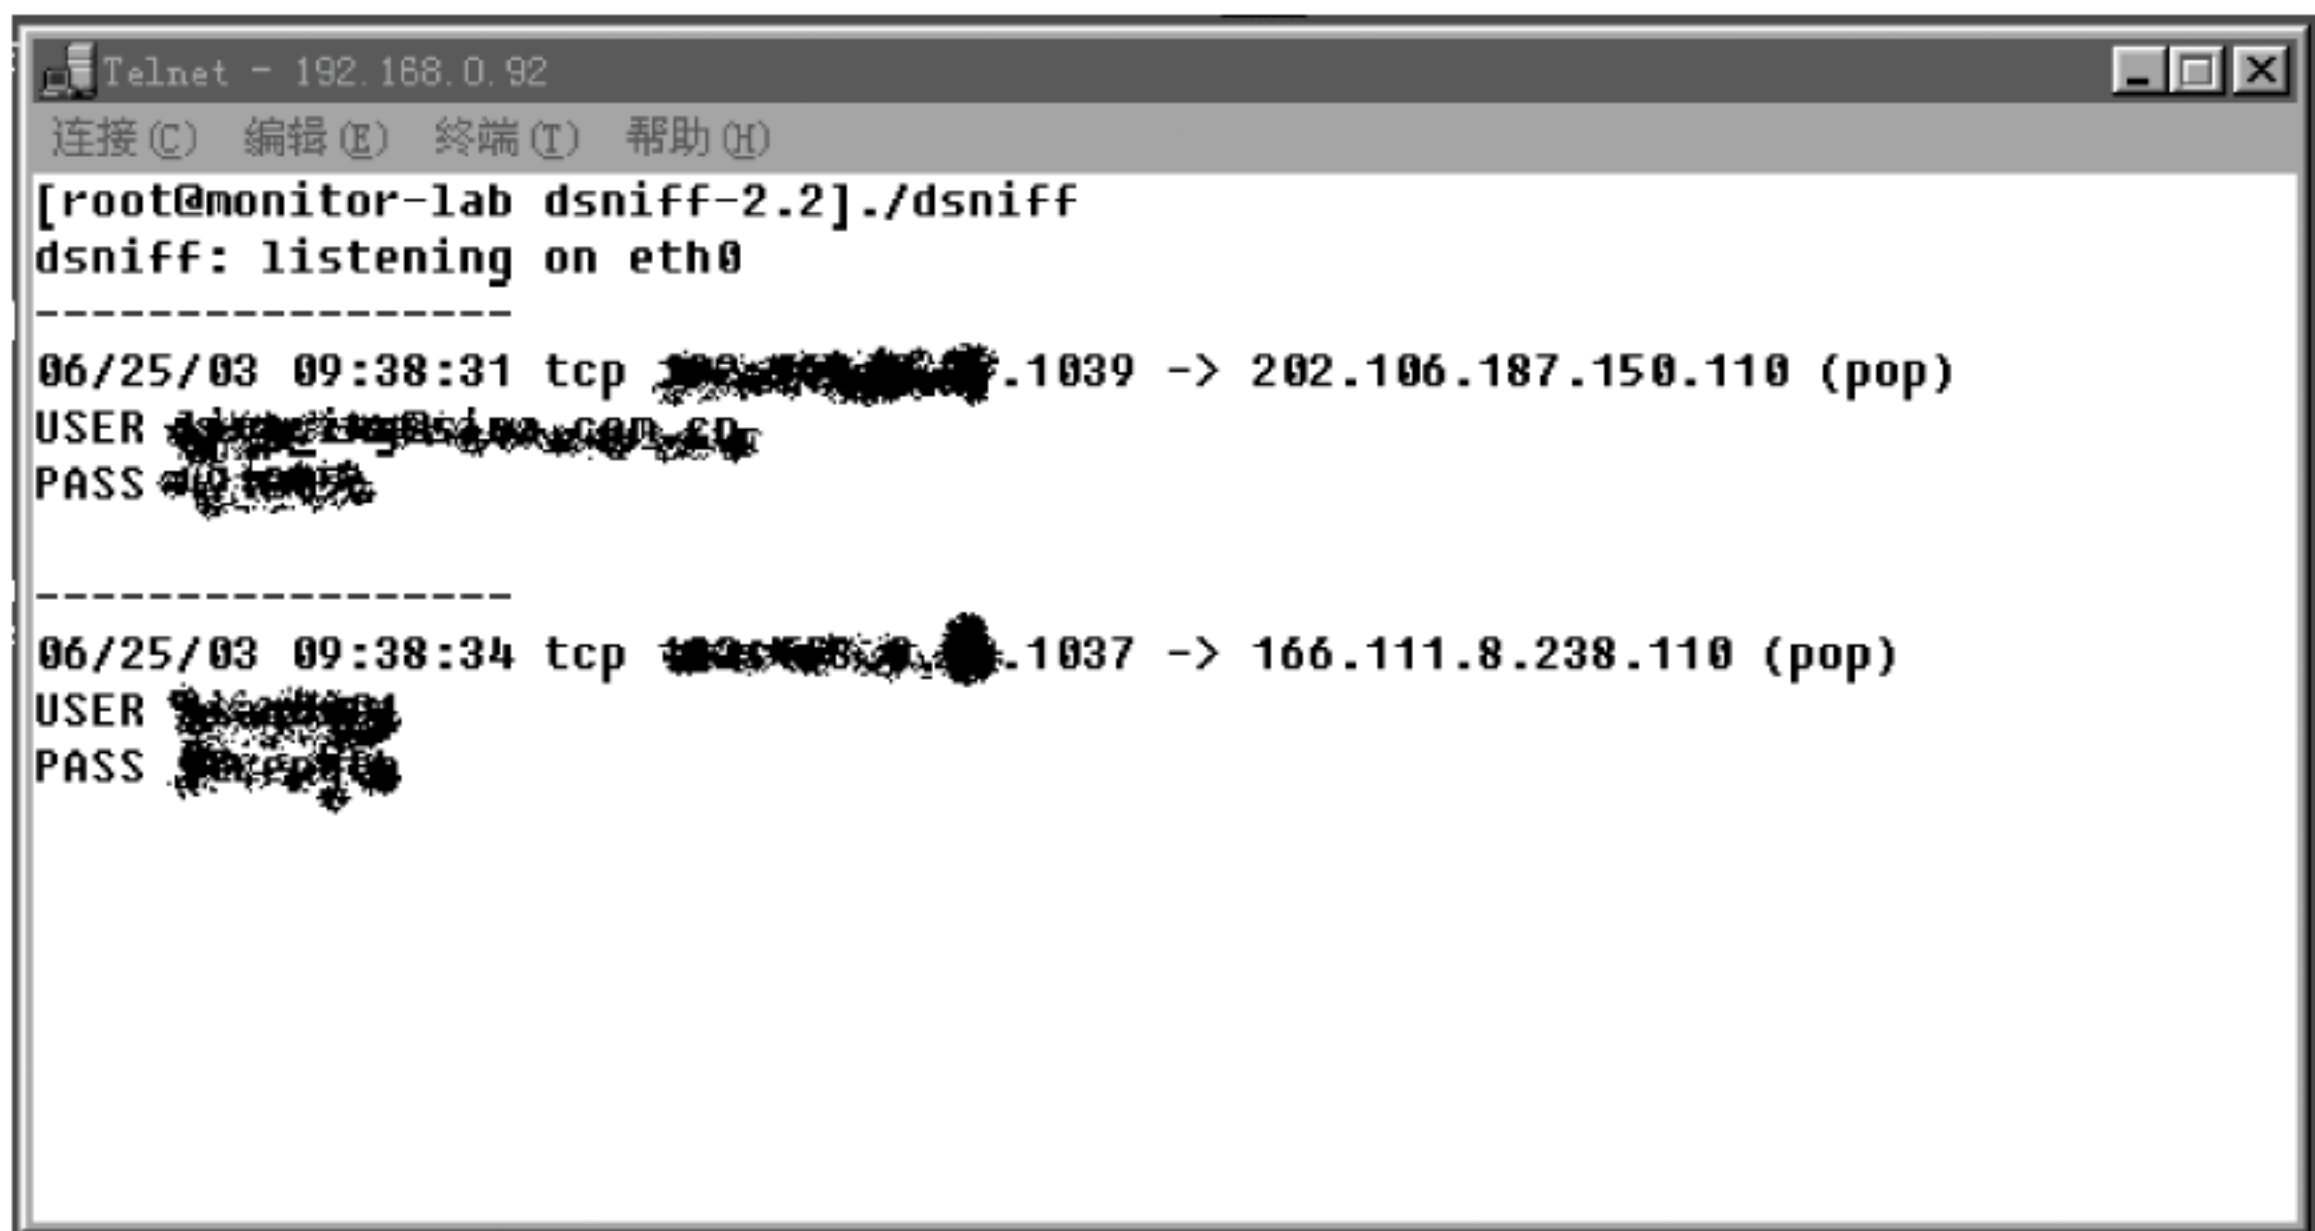 Telnet - 192.168.0.92
连接(C) 编辑(E) 终端(T) 帮助(H)
[root@monitor-lab dsniff-2.2]./dsniff
dsniff: listening on eth0
-----------------
06/25/03 09:38:31 tcp .1039 -> 202.106.187.150.110 (pop)
USER
PASS
-----------------
06/25/03 09:38:34 tcp .1037 -> 166.111.8.238.110 (pop)
USER
PASS